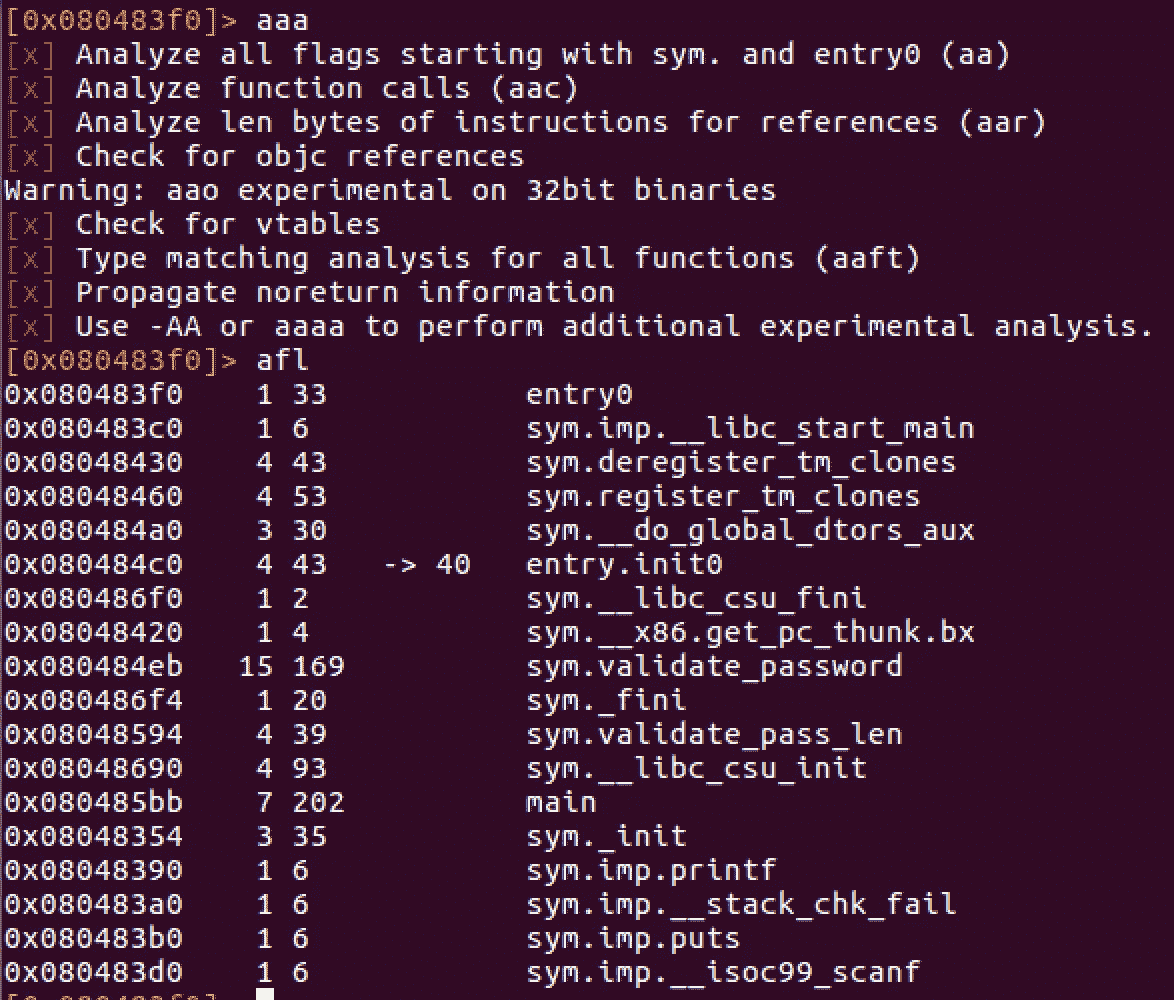 [0x080483f0]> aaa
[x] Analyze all flags starting with sym. and entry0 (aa)
[x] Analyze function calls (aac)
[x] Analyze len bytes of instructions for references (aar)
[x] Check for objc references
Warning: aao experimental on 32bit binaries
[x] Check for vtables
[x] Type matching analysis for all functions (aaft)
[x] Propagate noreturn information
[x] Use -AA or aaaa to perform additional experimental analysis.
[0x080483f0]> afl
0x080483f0    1 33           entry0
0x080483c0    1 6            sym.imp.__libc_start_main
0x08048430    4 43           sym.deregister_tm_clones
0x08048460    4 53           sym.register_tm_clones
0x080484a0    3 30           sym.__do_global_dtors_aux
0x080484c0    4 43   -> 40   entry.init0
0x080486f0    1 2            sym.__libc_csu_fini
0x08048420    1 4            sym.__x86.get_pc_thunk.bx
0x080484eb   15 169          sym.validate_password
0x080486f4    1 20           sym._fini
0x08048594    4 39           sym.validate_pass_len
0x08048690    4 93           sym.__libc_csu_init
0x080485bb    7 202          main
0x08048354    3 35           sym._init
0x08048390    1 6            sym.imp.printf
0x080483a0    1 6            sym.imp.__stack_chk_fail
0x080483b0    1 6            sym.imp.puts
0x080483d0    1 6            sym.imp.__isoc99_scanf